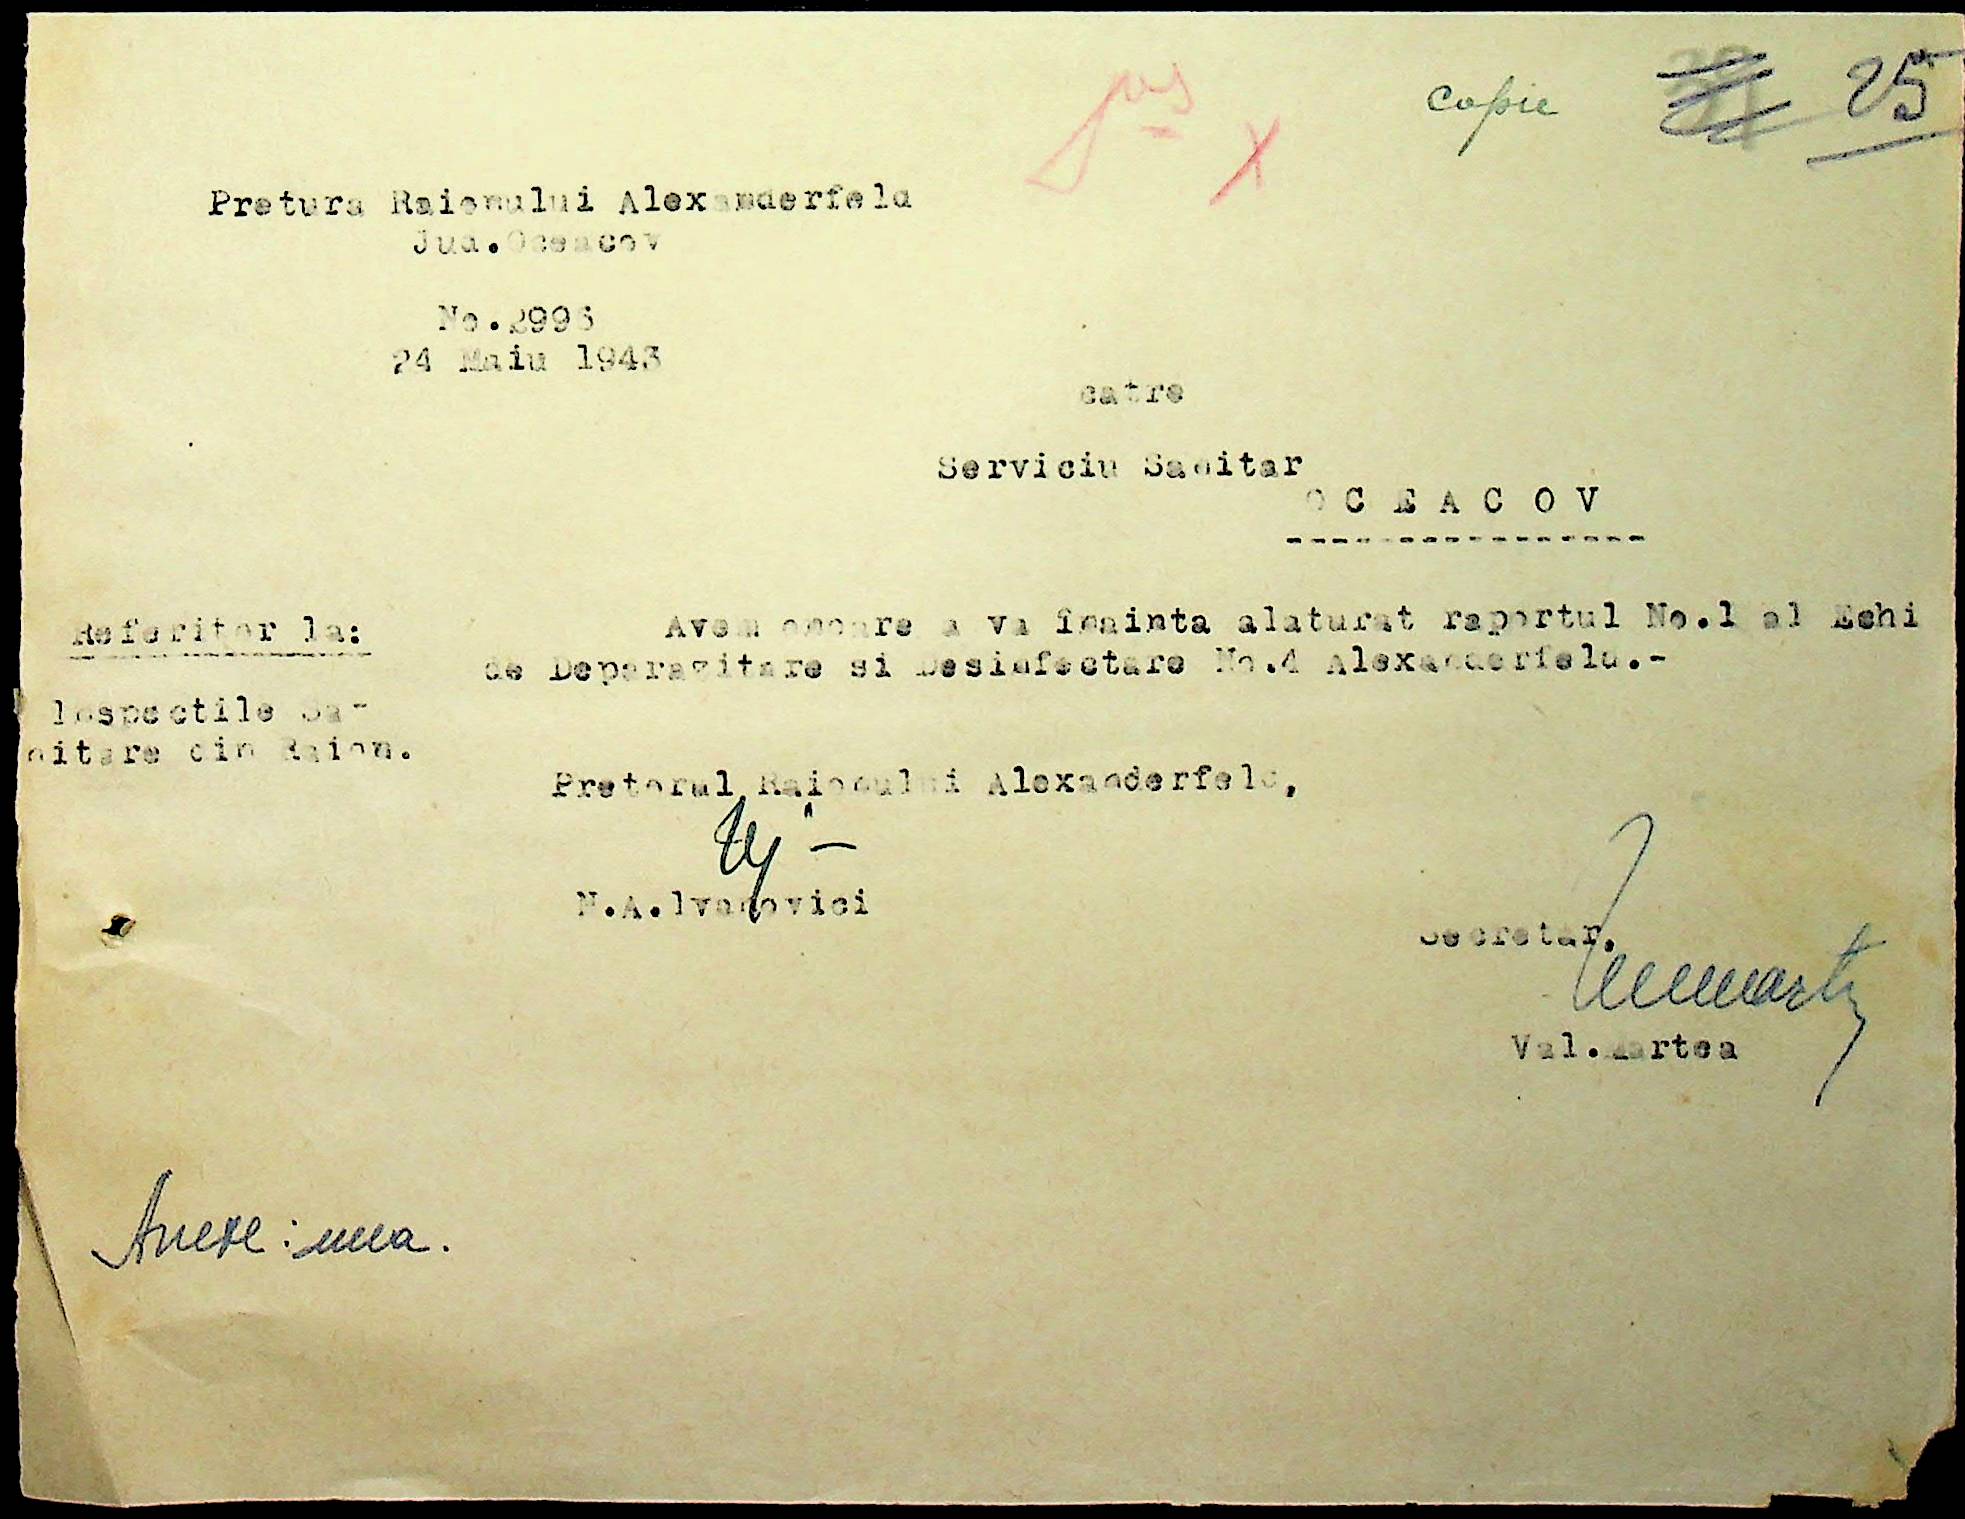 copie 25
Pretura Raionului Alexanderfeld
Jud.Oceacov
No.2996
24 Maiu 1943
catre
Serviciu Sanitar
OCEACOV
-----------------
Referitor la:
Inspectile Sa-
nitare din Raion.
Avem onoare a va înainta alaturat raportul No.1 al Echi
de Deparazitare si Desinfectare No.4 Alexanderfeld.-
Pretorul Raionului Alexanderfeld,
N.A.Ivanovici
Secretar,
Val.Martea
Anexe: una.